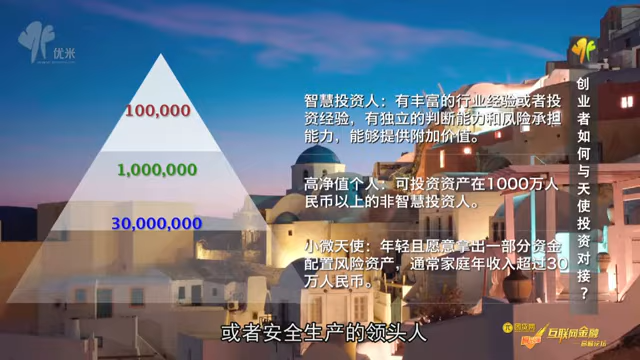 优米
100,000
1,000,000
30,000,000
智慧投资人：有丰富的行业经验或者投
资经验，有独立的判断能力和风险承担
能力，能够提供附加价值。
高净值个人：可投资资产在1000万人
民币以上的非智慧投资人。
小微天使：年轻且愿意拿出一部分资金
配置风险资产，通常家庭年收入超过30
万人民币。
创业者如何与天使投资对接？
互联网金融
或者安全生产的领头人